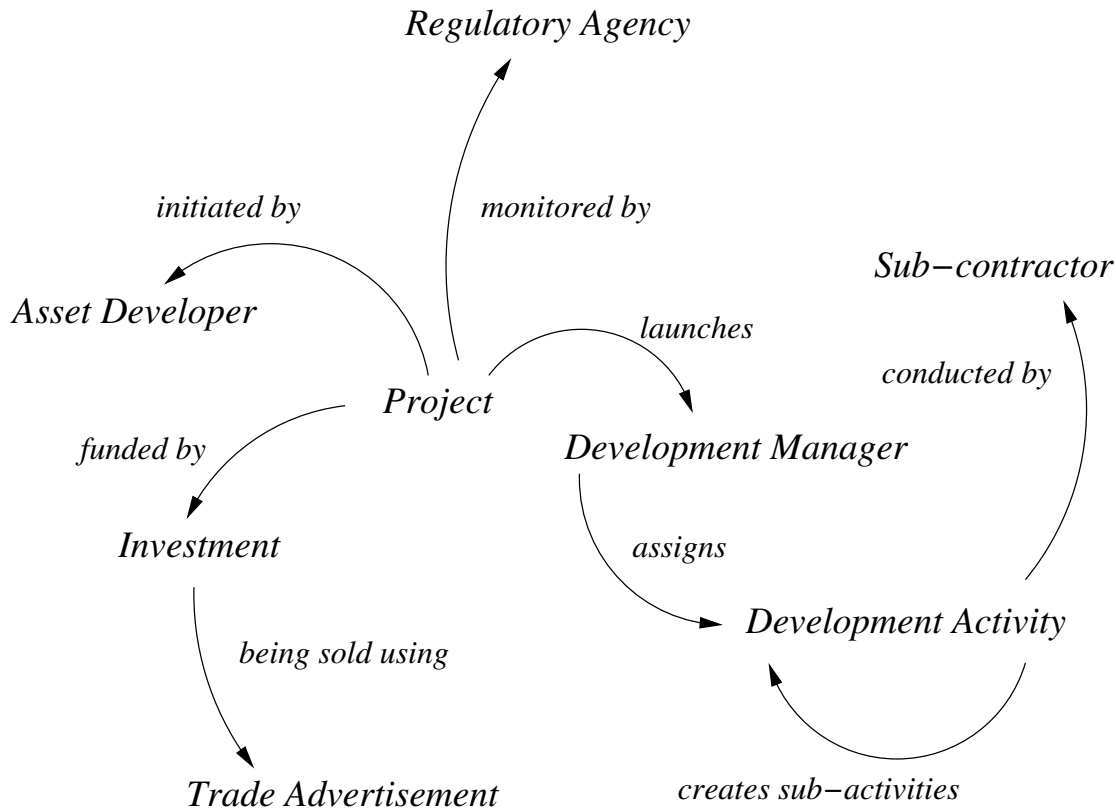 Regulatory Agency
initiated by
monitored by
Sub−contractor
Asset Developer
launches
conducted by
Project
funded by
Development Manager
Investment
assigns
Development Activity
being sold using
Trade Advertisement
creates sub−activities